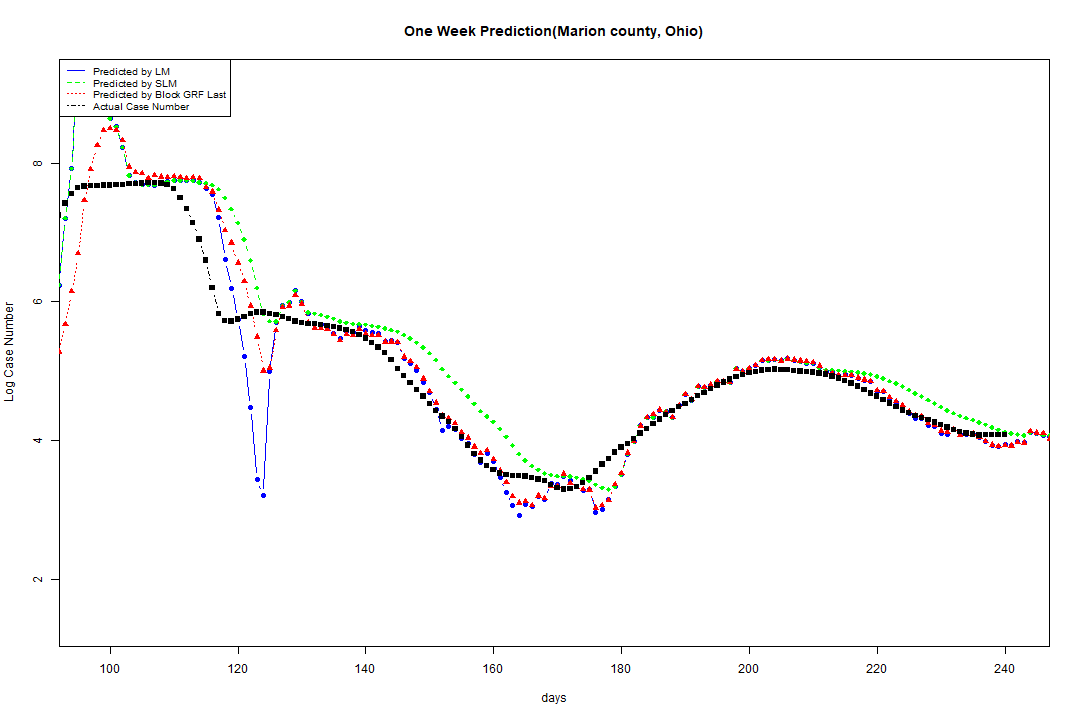 One Week Prediction(Marion county, Ohio)
Predicted by LM
Predicted by SLM
Predicted by Block GRF Last
Actual Case Number
8
6
4
2
Log Case Number
100 120 140 160 180 200 220 240
days